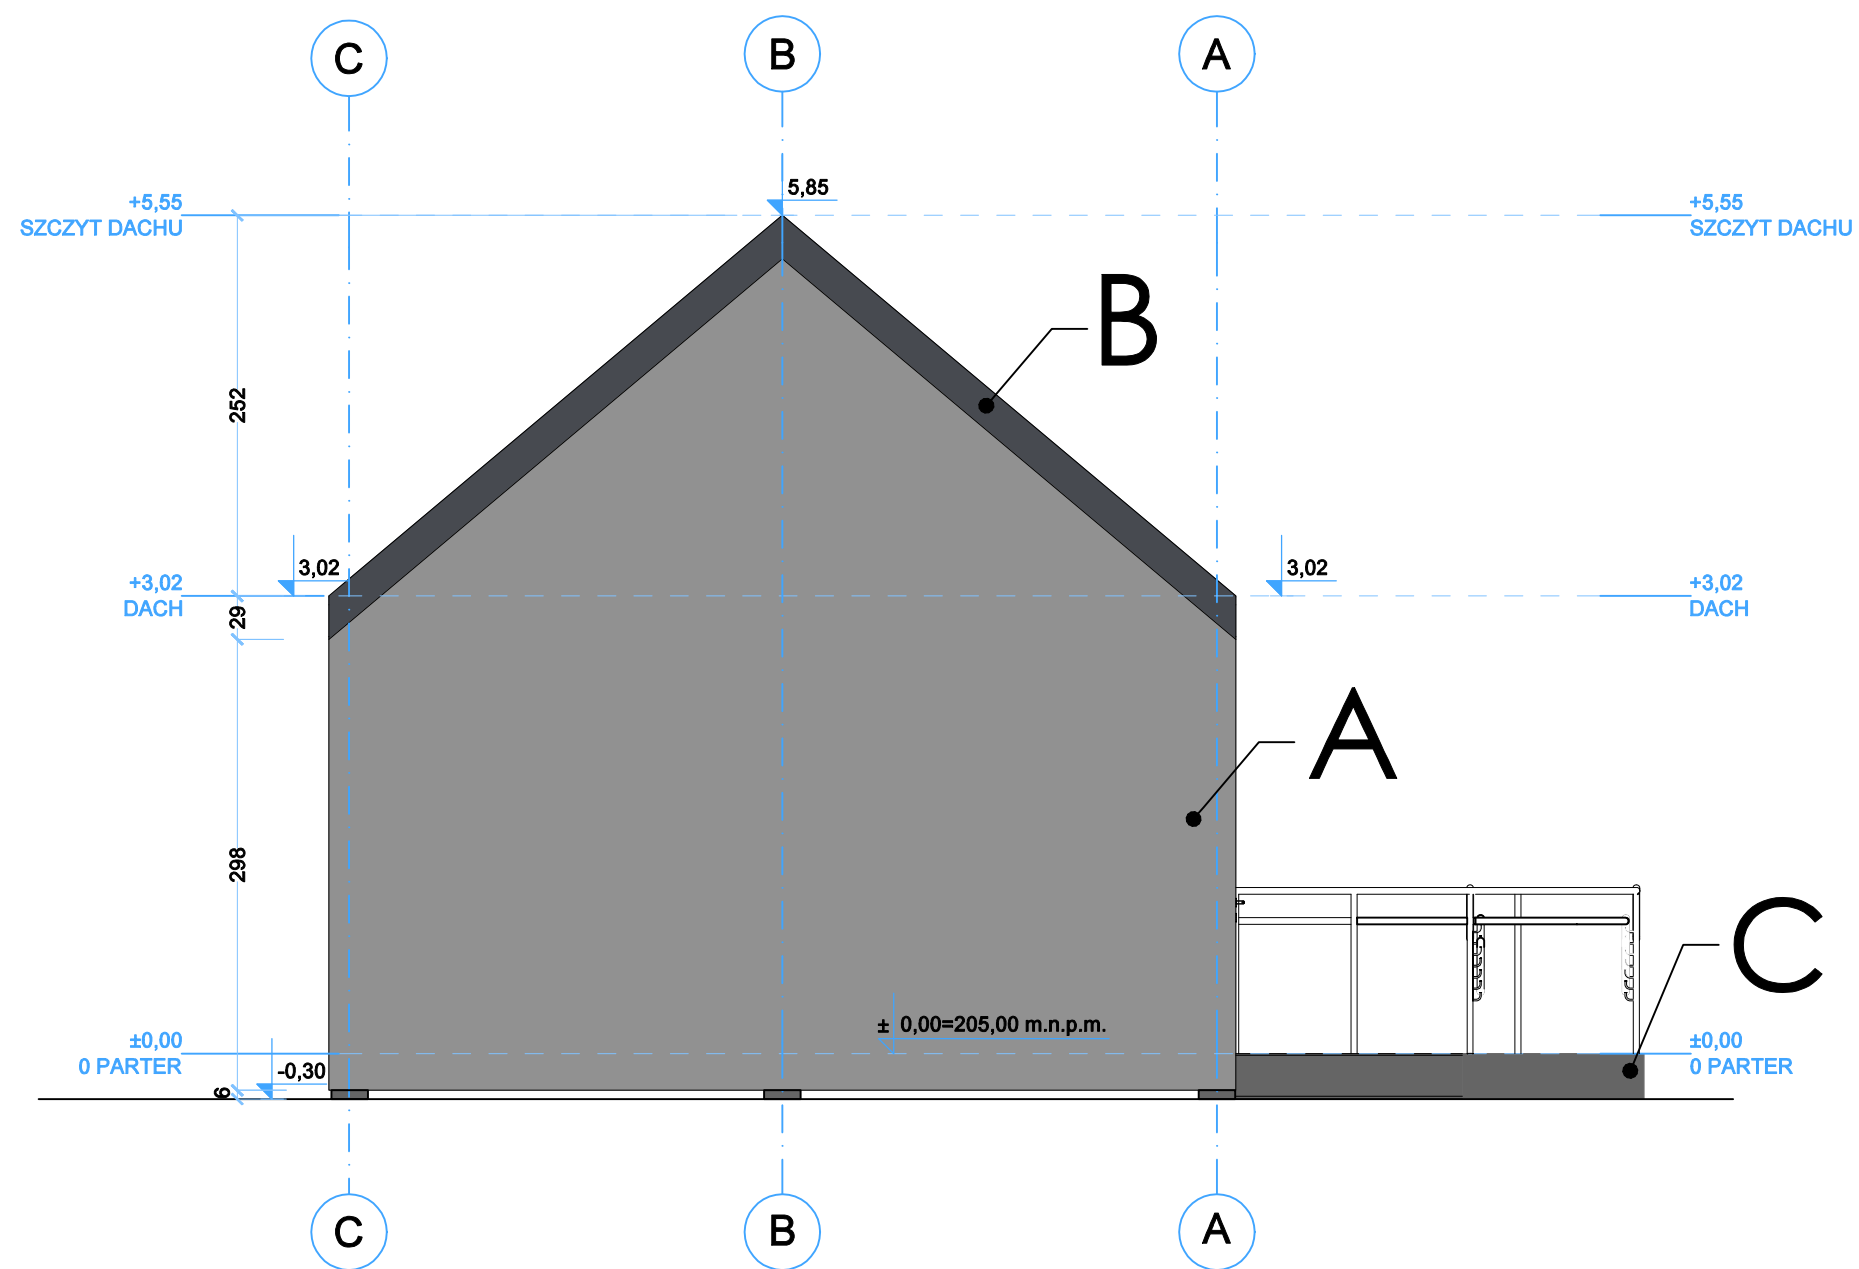 C
B
A
5,85
+5,55
SZCZYT DACHU
+5,55
SZCZYT DACHU
B
252
3,02
3,02
+3,02
DACH
29
+3,02
DACH
A
298
C
± 0,00=205,00 m.n.p.m.
±0,00
0 PARTER
±0,00
0 PARTER
-0,30
6
C
B
A